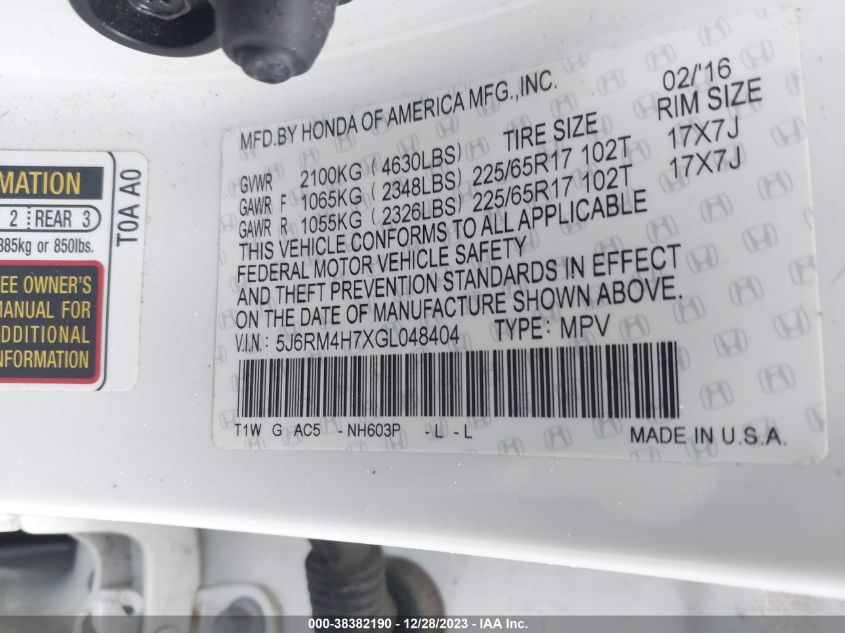 MATION
2 REAR 3
385kg or 850lbs.
EE OWNER'S
MANUAL FOR
ADDITIONAL
INFORMATION
T0A A0
MFD.BY HONDA OF AMERICA MFG.,INC. 02/'16
TIRE SIZE RIM SIZE
GVWR 2100KG (4630LBS)
GAWR F 1065KG (2348LBS) 225/65R17 102T 17X7J
GAWR R 1055KG (2326LBS) 225/65R17 102T 17X7J
THIS VEHICLE CONFORMS TO ALL APPLICABLE
FEDERAL MOTOR VEHICLE SAFETY
AND THEFT PREVENTION STANDARDS IN EFFECT
ON THE DATE OF MANUFACTURE SHOWN ABOVE.
V.I.N.: 5J6RM4H7XGL048404 TYPE: MPV
T1W G AC5 -NH603P -L -L
MADE IN U.S.A.
000-38382190 - 12/28/2023 - IAA Inc.